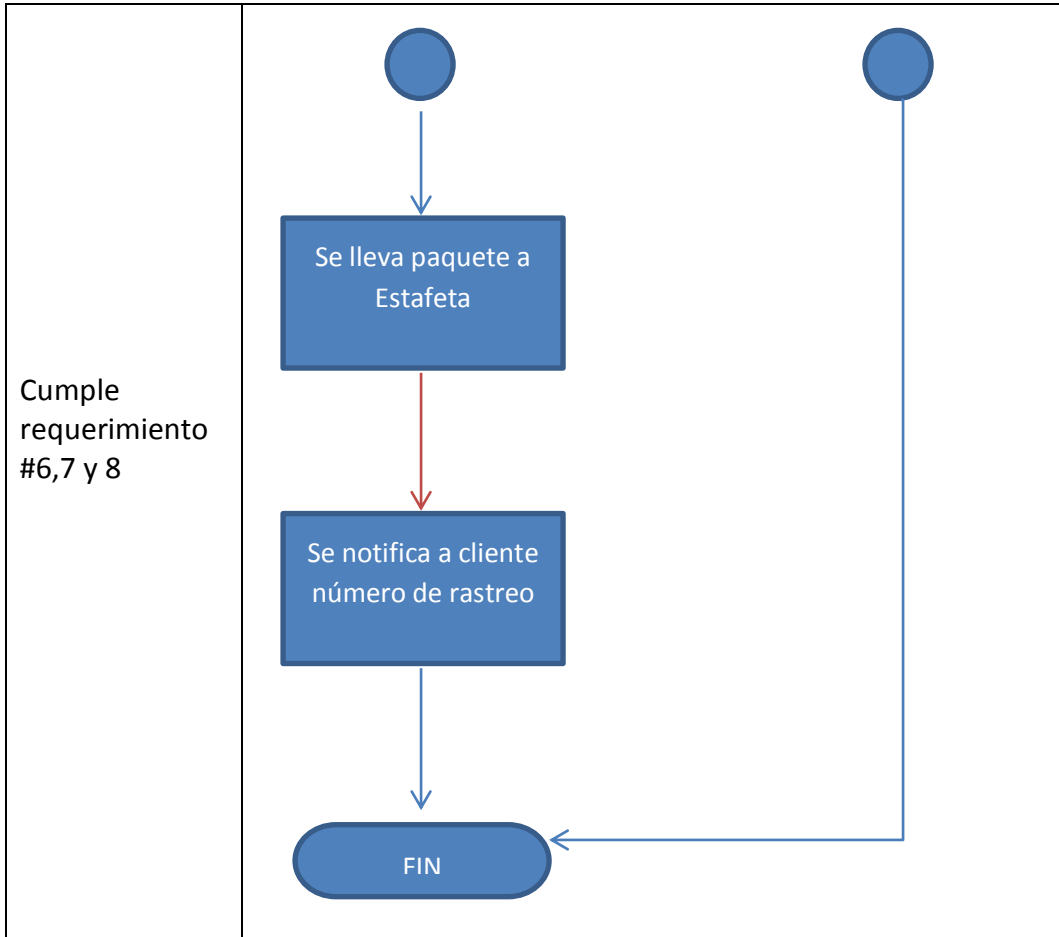 Se lleva paquete a
Estafeta
Cumple
requerimiento
#6,7 y 8
Se notifica a cliente
número de rastreo
FIN